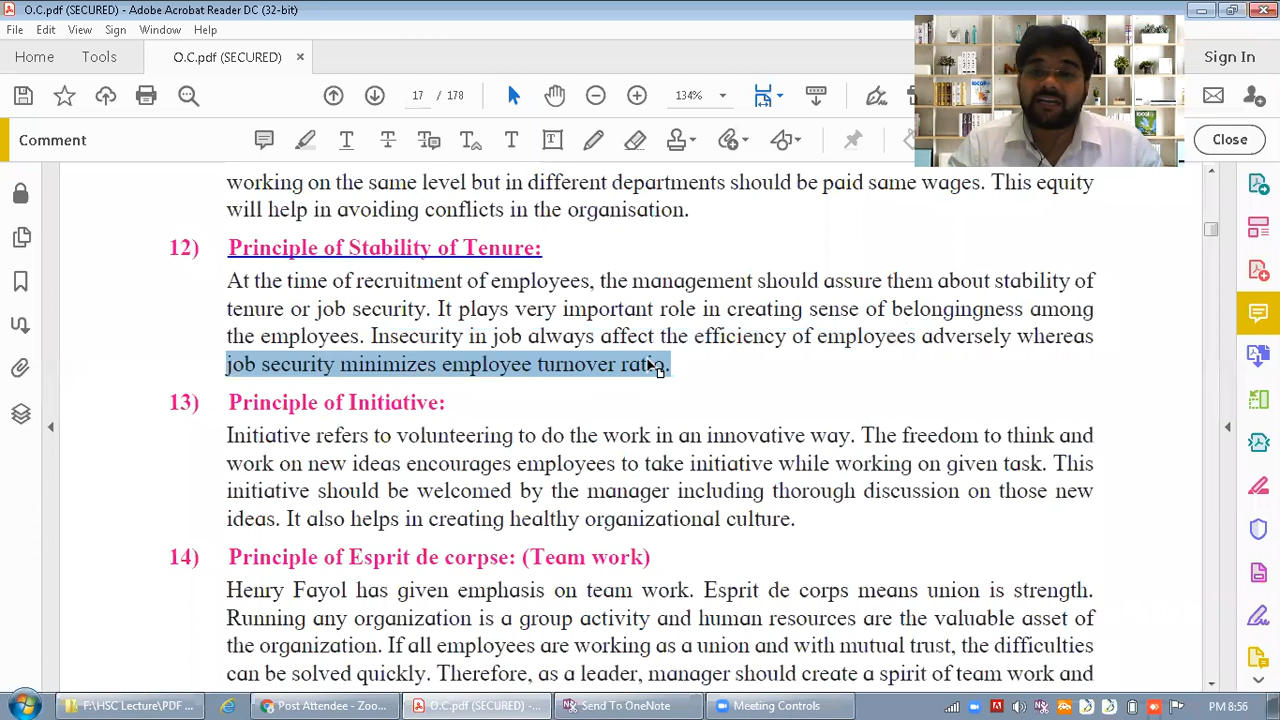 O.C.pdf (SECURED) - Adobe Acrobat Reader DC (32-bit)
File Edit View Sign Window Help
Home Tools O.C.pdf (SECURED) × Sign In
17 / 178 134%
Comment Close
working on the same level but in different departments should be paid same wages. This equity
will help in avoiding conflicts in the organisation.
12) Principle of Stability of Tenure:
At the time of recruitment of employees, the management should assure them about stability of
tenure or job security. It plays very important role in creating sense of belongingness among
the employees. Insecurity in job always affect the efficiency of employees adversely whereas
job security minimizes employee turnover ratio.
13) Principle of Initiative:
Initiative refers to volunteering to do the work in an innovative way. The freedom to think and
work on new ideas encourages employees to take initiative while working on given task. This
initiative should be welcomed by the manager including thorough discussion on those new
ideas. It also helps in creating healthy organizational culture.
14) Principle of Esprit de corpse: (Team work)
Henry Fayol has given emphasis on team work. Esprit de corps means union is strength.
Running any organization is a group activity and human resources are the valuable asset of
the organization. If all employees are working as a union and with mutual trust, the difficulties
can be solved quickly. Therefore, as a leader, manager should create a spirit of team work and
F:\HSC Lecture\PDF ... Post Attendee - Zoo... O.C.pdf (SECURED) -... Send To OneNote Meeting Controls PM 8:56